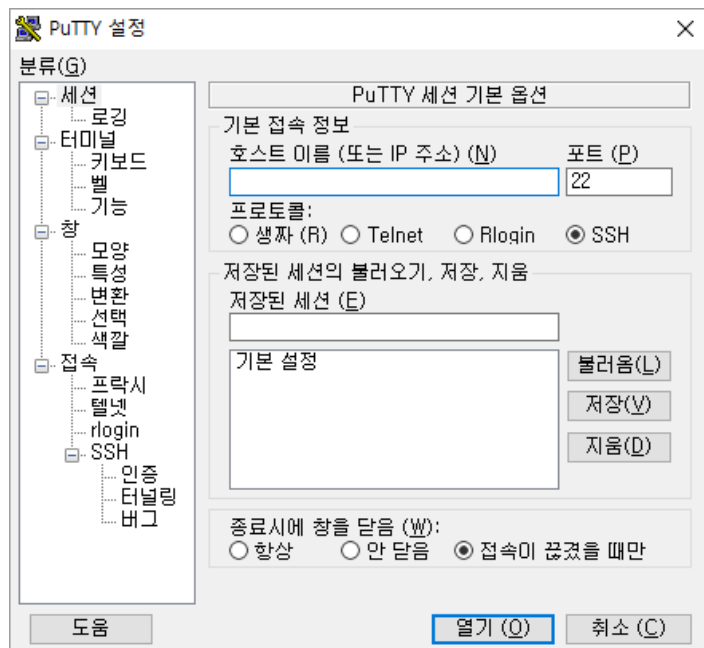 PuTTY 설정
분류(G)
세션
로깅
터미널
키보드
벨
기능
창
모양
특성
변환
선택
색깔
접속
프락시
텔넷
rlogin
SSH
인증
터널링
버그
PuTTY 세션 기본 옵션
기본 접속 정보
호스트 이름 (또는 IP 주소) (N) 포트 (P)
22
프로토콜:
생짜 (R) Telnet Rlogin SSH
저장된 세션의 불러오기, 저장, 지움
저장된 세션 (E)
기본 설정
불러옴(L)
저장(V)
지움(D)
종료시에 창을 닫음 (W):
항상 안 닫음 접속이 끊겼을 때만
도움 열기 (O) 취소 (C)